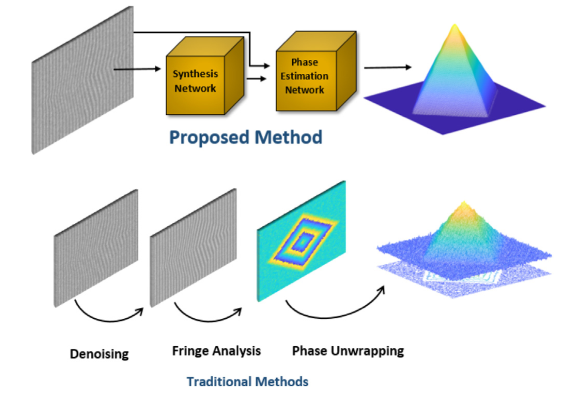 Synthesis
Network
Phase
Estimation
Network
Proposed Method
Denoising
Fringe Analysis
Phase Unwrapping
Traditional Methods